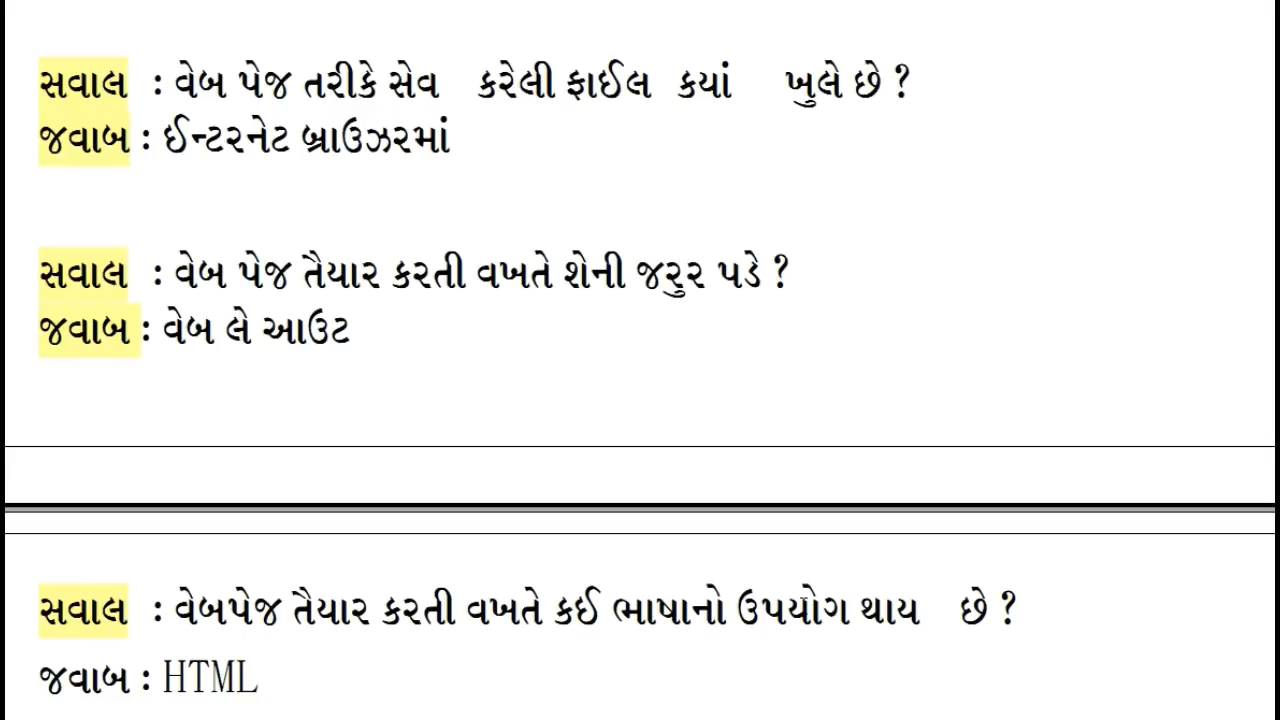 સવાલ : વેબ પેજ તરીકે સેવ કરેલી ફાઈલ કયાં ખુલે છે ?
જવાબ : ઈન્ટરનેટ બ્રાઉઝરમાં
સવાલ : વેબ પેજ તૈયાર કરતી વખતે શેની જરુર પડે ?
જવાબ : વેબ લે આઉટ
સવાલ : વેબપેજ તૈયાર કરતી વખતે કઈ ભાષાનો ઉપયોગ થાય છે ?
જવાબ : HTML